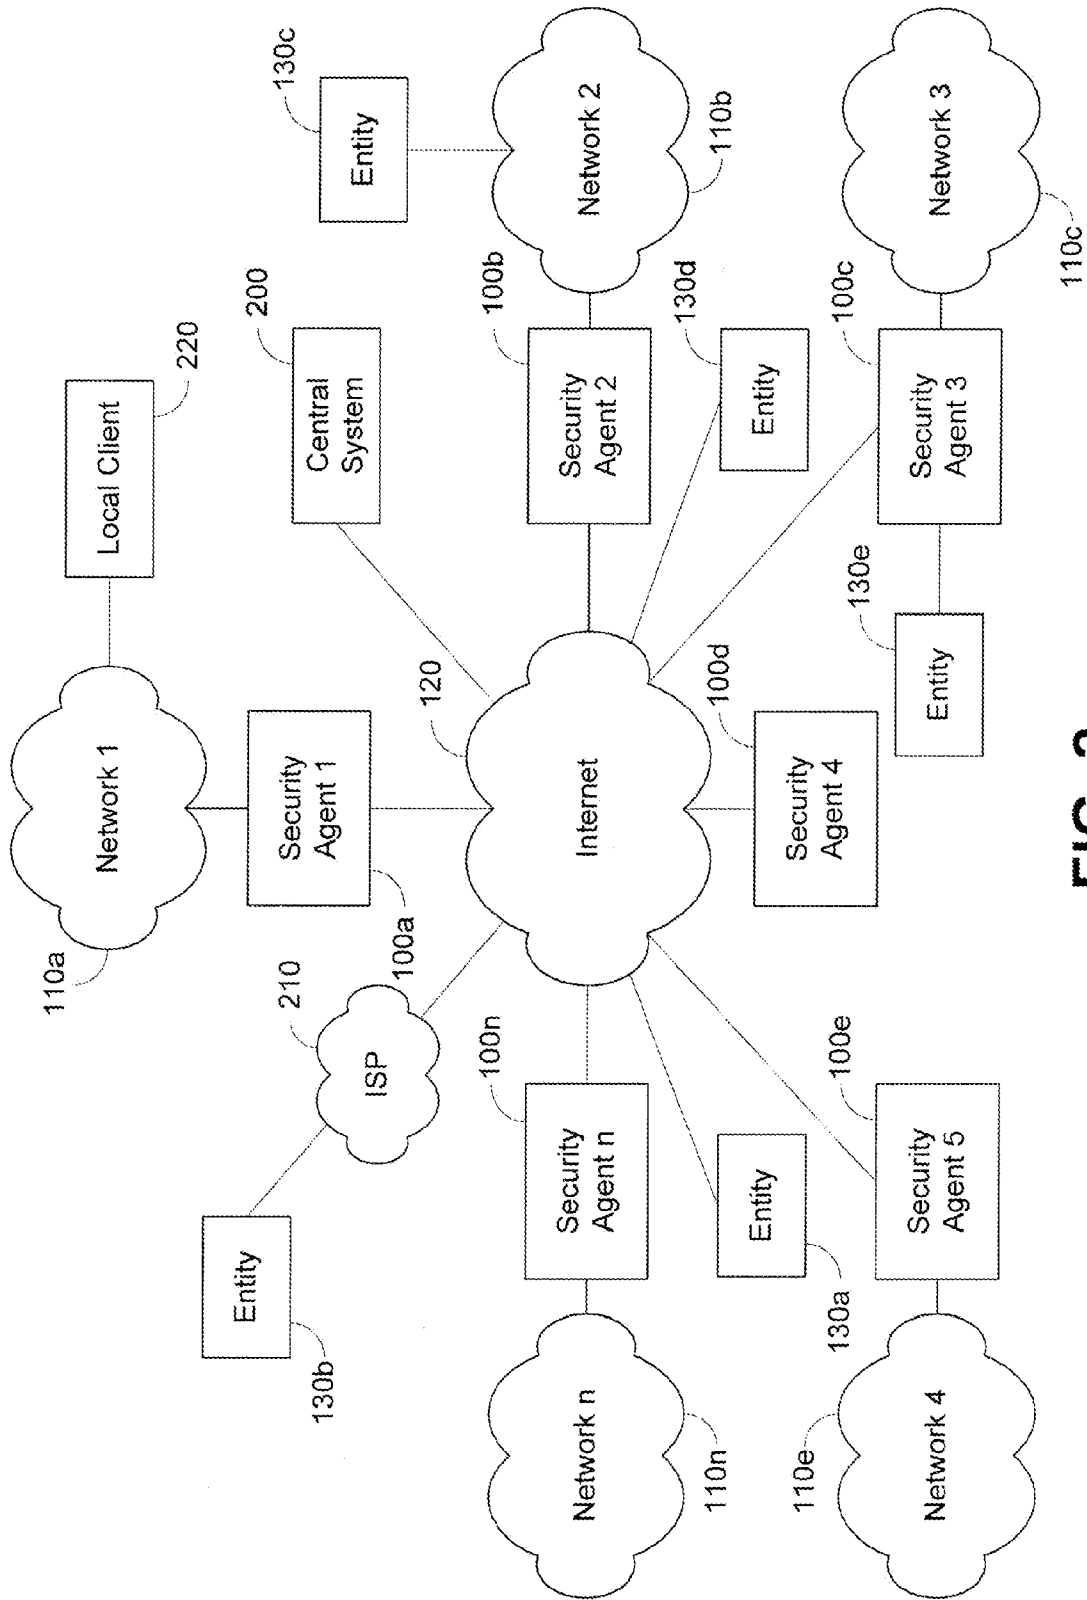 110a
Network 1
Local Client
220
Entity
130b
210
ISP
Security
Agent 1
100a
200
Central
System
130c
Entity
120
Internet
100n
Security
Agent n
Network n
110n
100b
Security
Agent 2
Network 2
110b
Entity
130a
100d
Security
Agent 4
130d
Entity
110e
Network 4
100e
Security
Agent 5
130e
Entity
100c
Security
Agent 3
Network 3
110c
FIG.